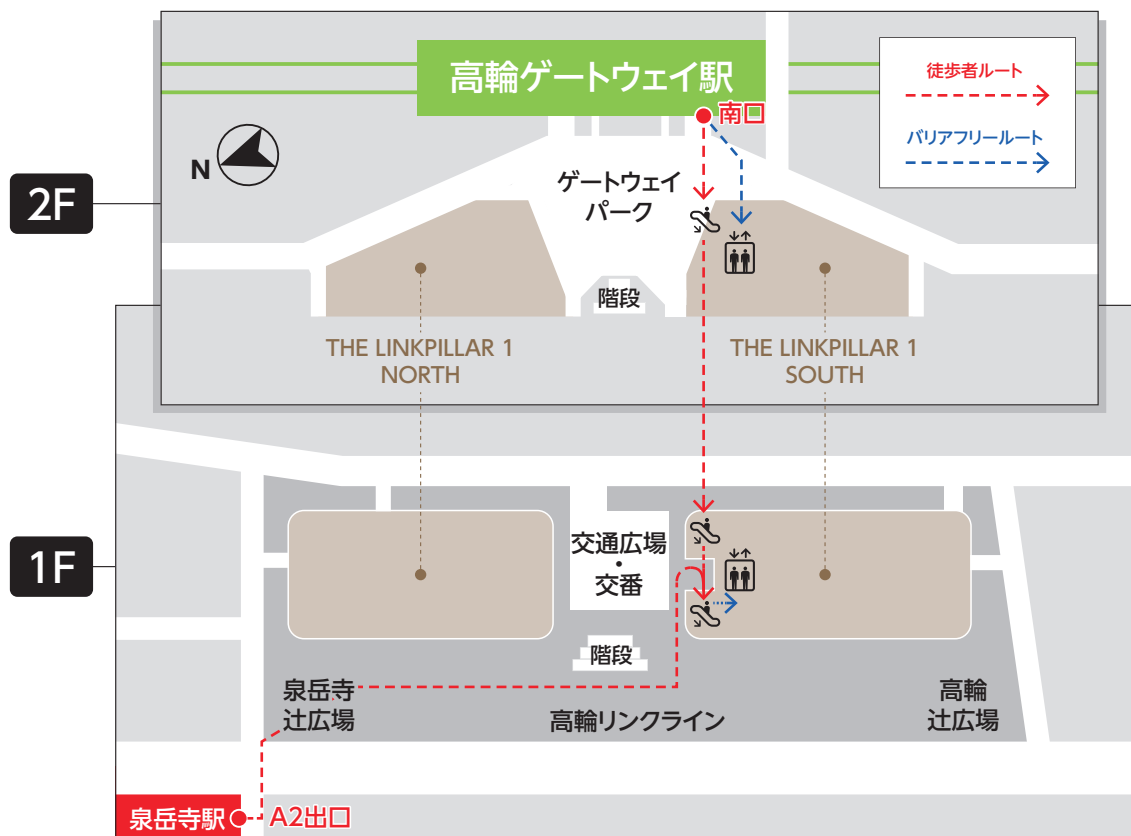 高輪ゲートウェイ駅
南口
徒歩者ルート
バリアフリールート
N
2F
ゲートウェイ
パーク
階段
THE LINKPILLAR 1
NORTH
THE LINKPILLAR 1
SOUTH
1F
交通広場
・
交番
階段
泉岳寺
辻広場
高輪リンクライン
高輪
辻広場
泉岳寺駅
A2出口